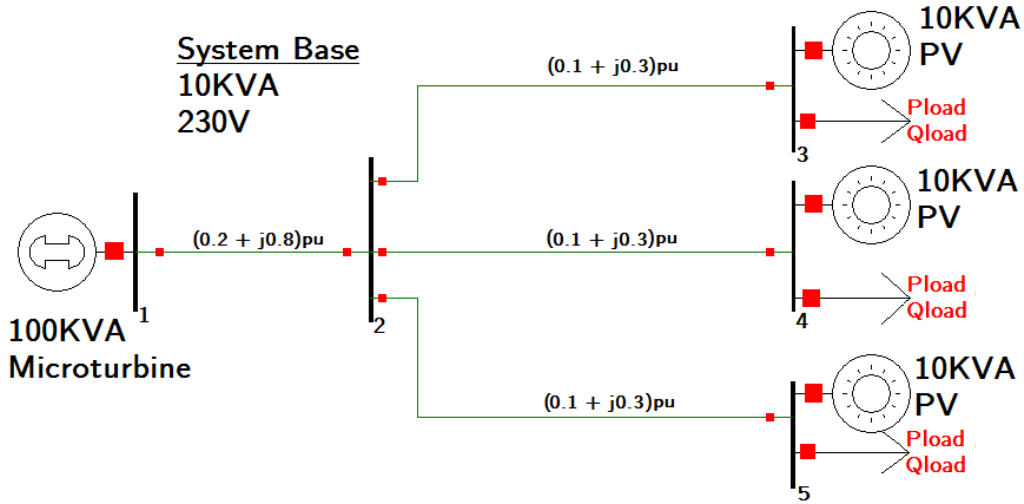 System Base
10KVA
230V
(0.1 + j0.3)pu
10KVA
PV
Pload
Qload
3
(0.2 + j0.8)pu
1
100KVA
Microturbine
2
(0.1 + j0.3)pu
10KVA
PV
Pload
Qload
4
(0.1 + j0.3)pu
10KVA
PV
Pload
Qload
5